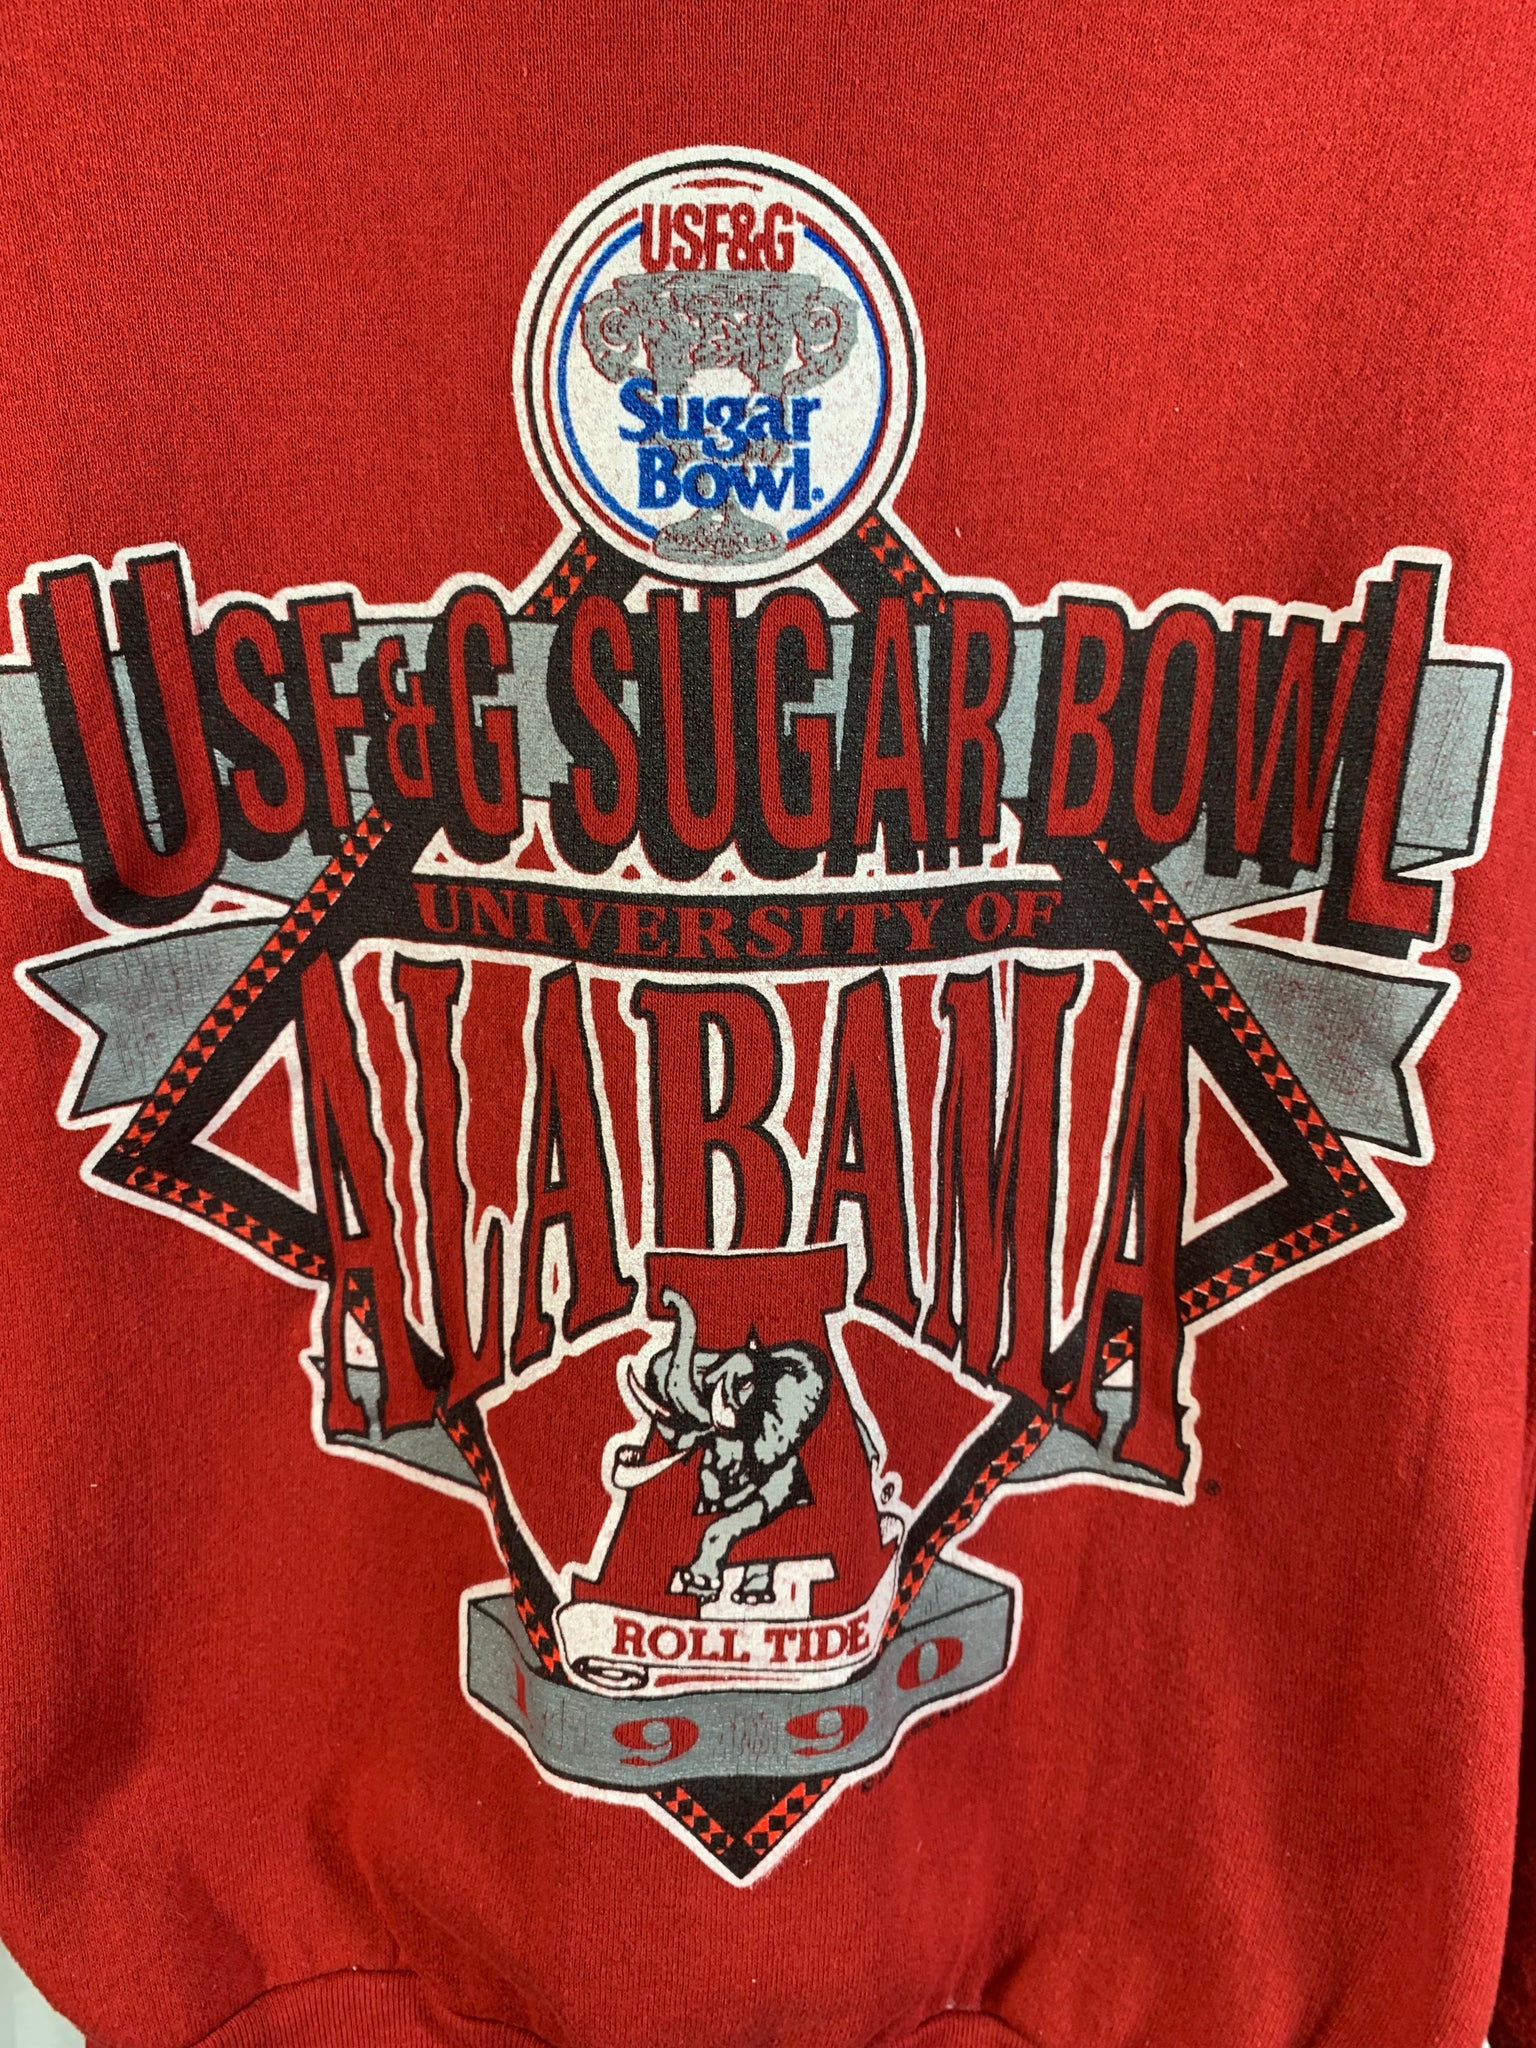 USF&G
Sugar
Bowl®
USF&G SUGAR BOWL®
UNIVERSITY OF
ALABAMA®
A®
ROLL TIDE
1990
©